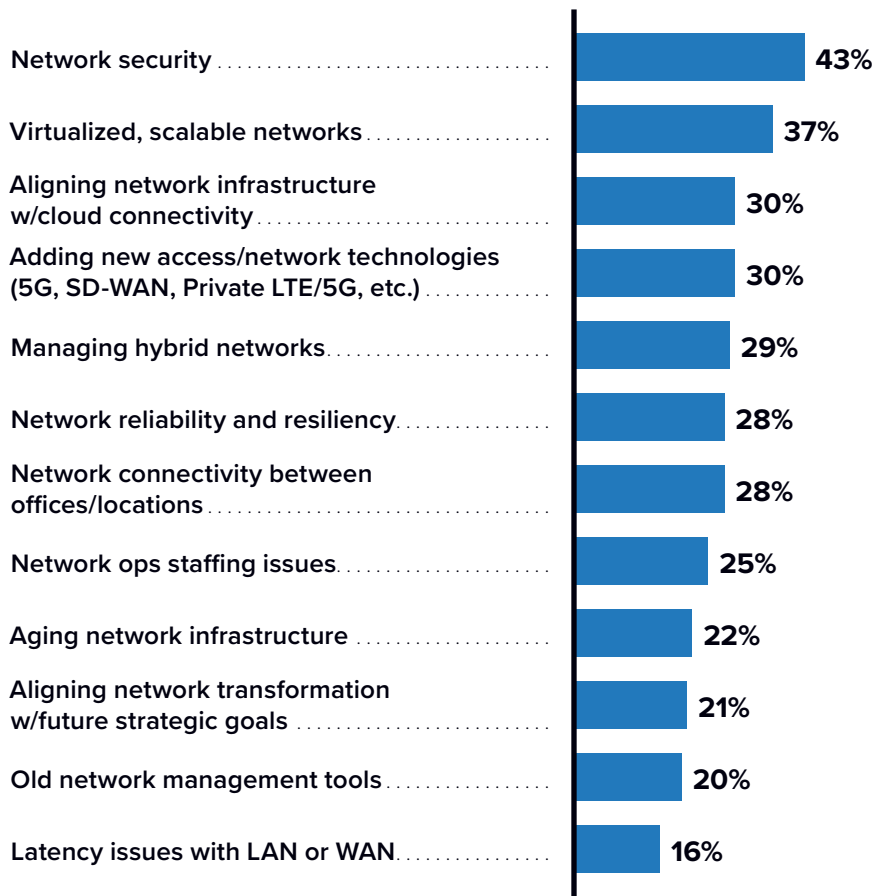 Network security 43%
Virtualized, scalable networks 37%
Aligning network infrastructure
w/cloud connectivity 30%
Adding new access/network technologies
(5G, SD-WAN, Private LTE/5G, etc.) 30%
Managing hybrid networks 29%
Network reliability and resiliency 28%
Network connectivity between
offices/locations 28%
Network ops staffing issues 25%
Aging network infrastructure 22%
Aligning network transformation
w/future strategic goals 21%
Old network management tools 20%
Latency issues with LAN or WAN 16%